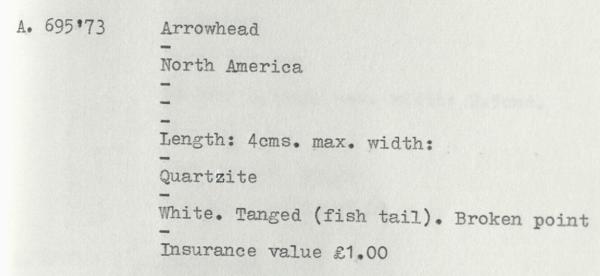 A. 695'73 Arrowhead
-
North America
-
-
-
Length: 4cms. max. width:
-
Quartzite
-
White. Tanged (fish tail). Broken point
-
Insurance value £1.00